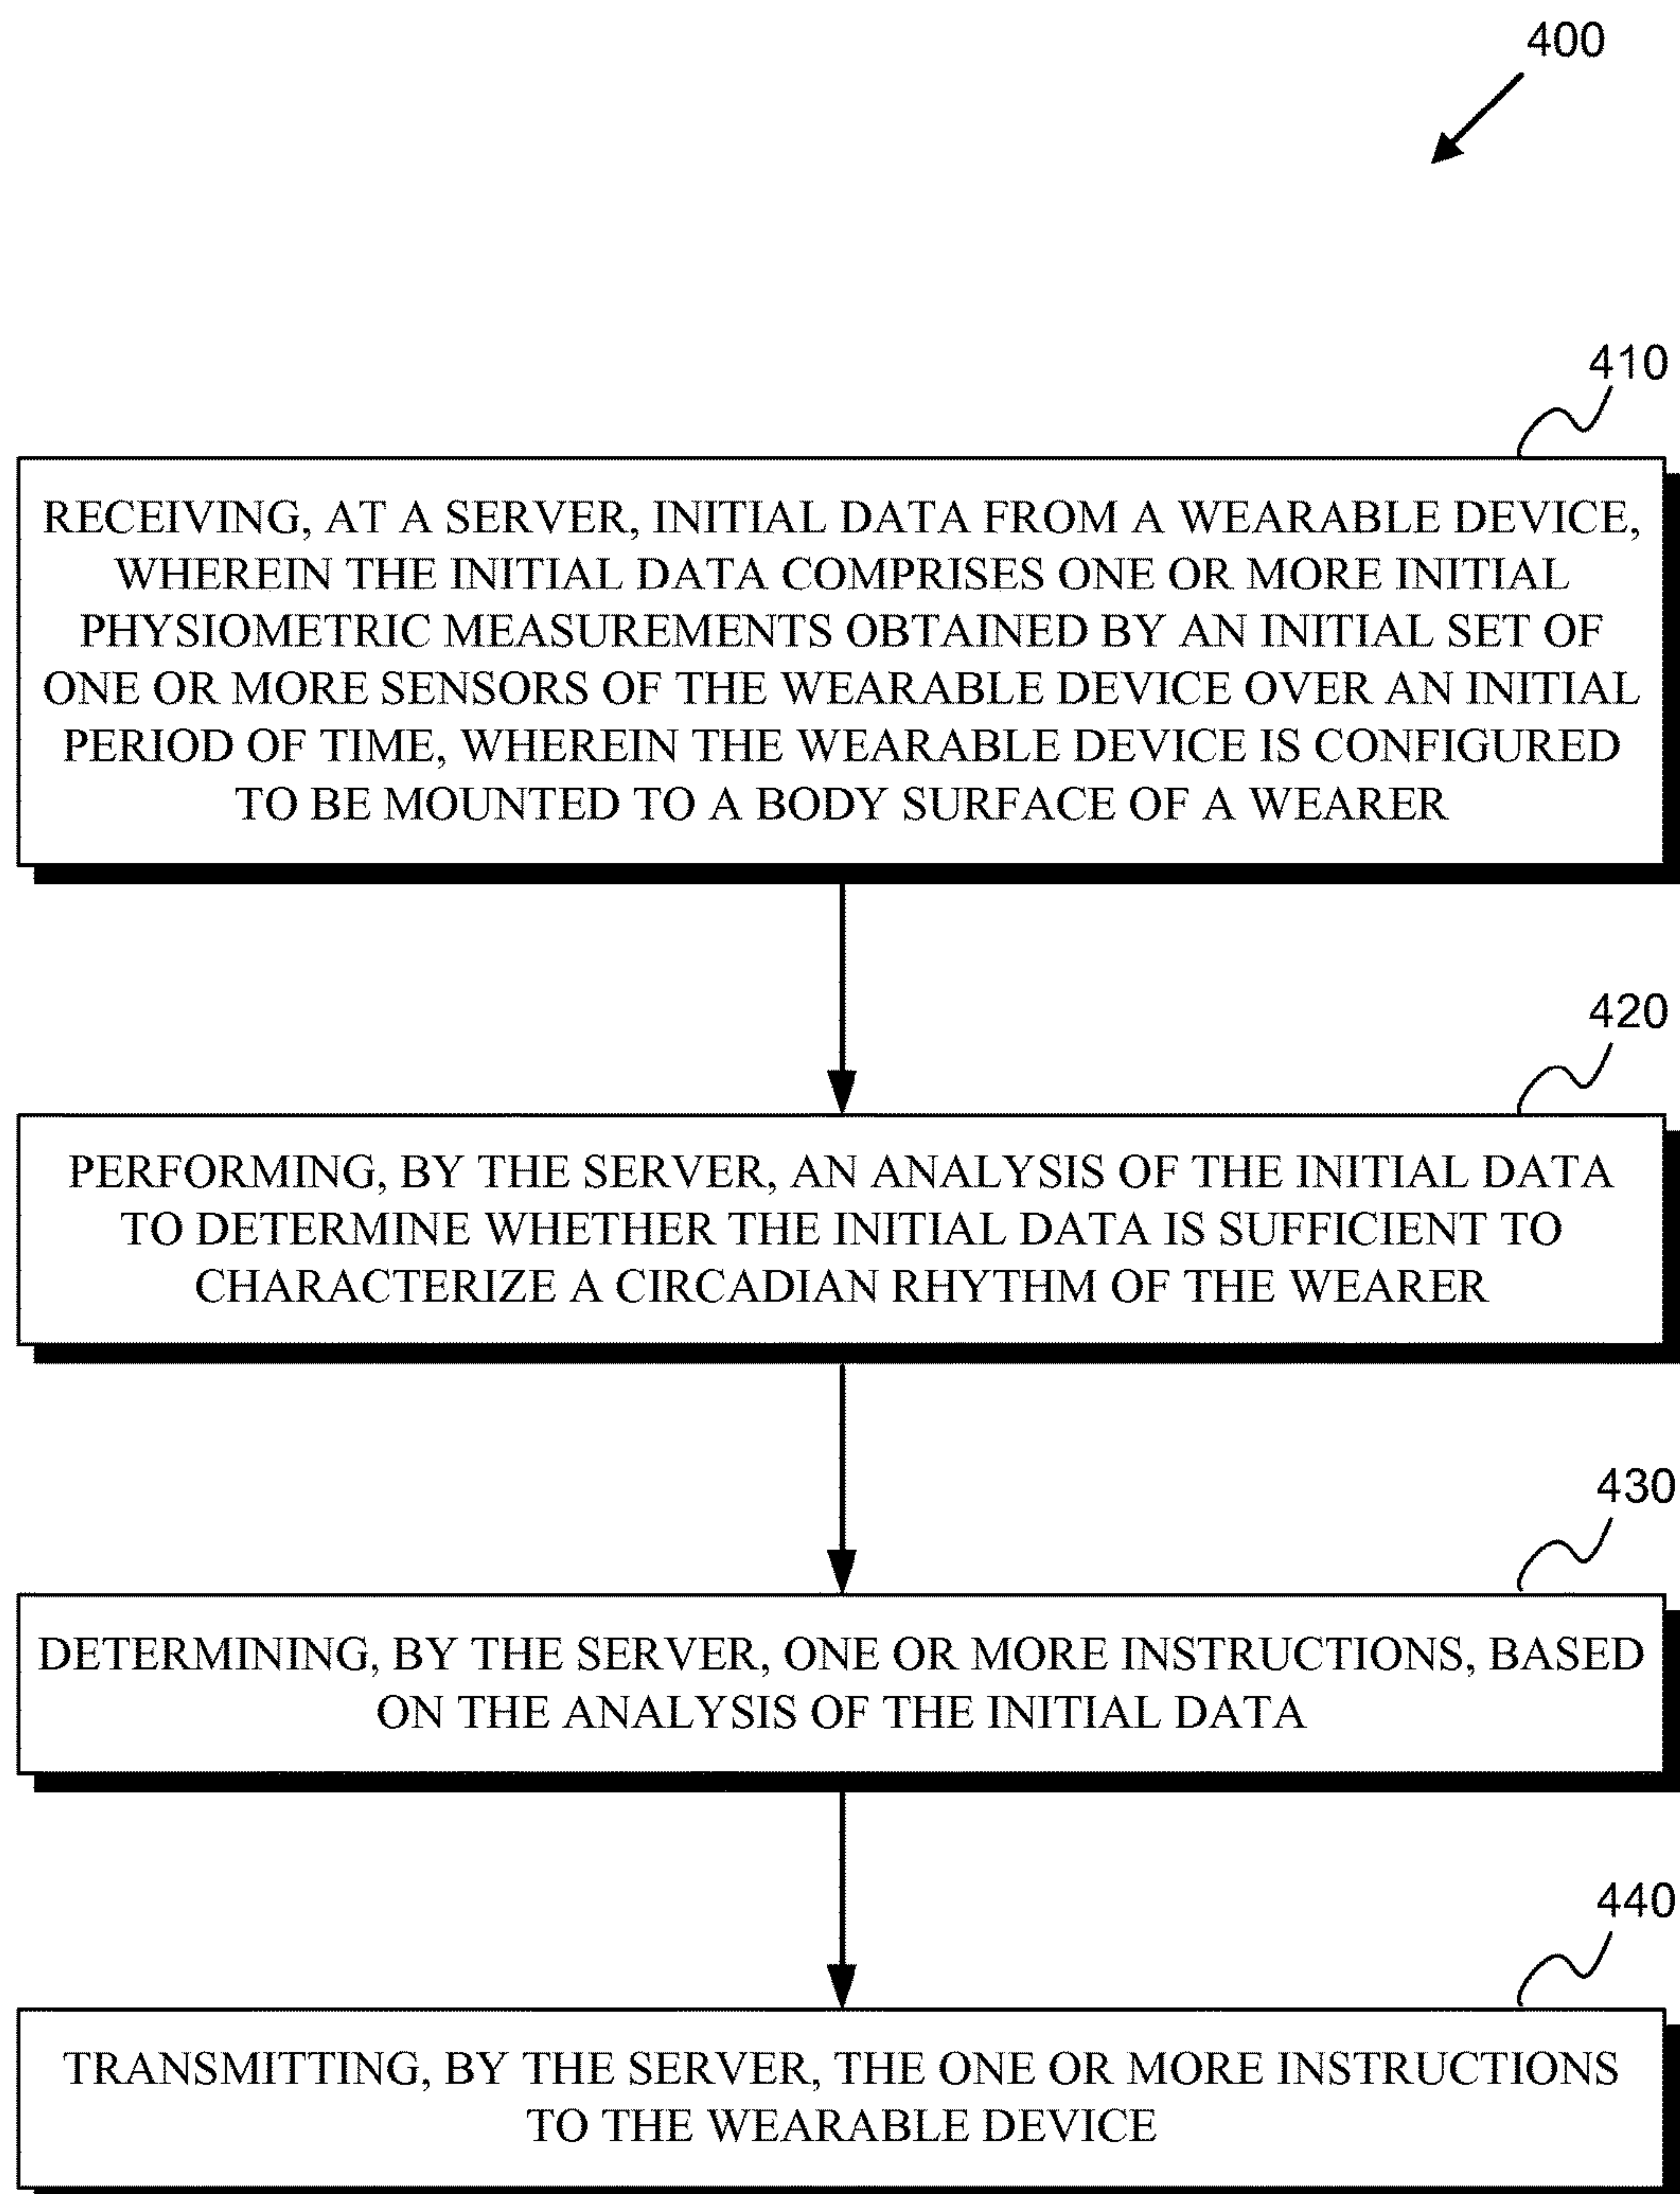 400
410
RECEIVING, AT A SERVER, INITIAL DATA FROM A WEARABLE DEVICE,
WHEREIN THE INITIAL DATA COMPRISES ONE OR MORE INITIAL
PHYSIOMETRIC MEASUREMENTS OBTAINED BY AN INITIAL SET OF
ONE OR MORE SENSORS OF THE WEARABLE DEVICE OVER AN INITIAL
PERIOD OF TIME, WHEREIN THE WEARABLE DEVICE IS CONFIGURED
TO BE MOUNTED TO A BODY SURFACE OF A WEARER
420
PERFORMING, BY THE SERVER, AN ANALYSIS OF THE INITIAL DATA
TO DETERMINE WHETHER THE INITIAL DATA IS SUFFICIENT TO
CHARACTERIZE A CIRCADIAN RHYTHM OF THE WEARER
430
DETERMINING, BY THE SERVER, ONE OR MORE INSTRUCTIONS, BASED
ON THE ANALYSIS OF THE INITIAL DATA
440
TRANSMITTING, BY THE SERVER, THE ONE OR MORE INSTRUCTIONS
TO THE WEARABLE DEVICE